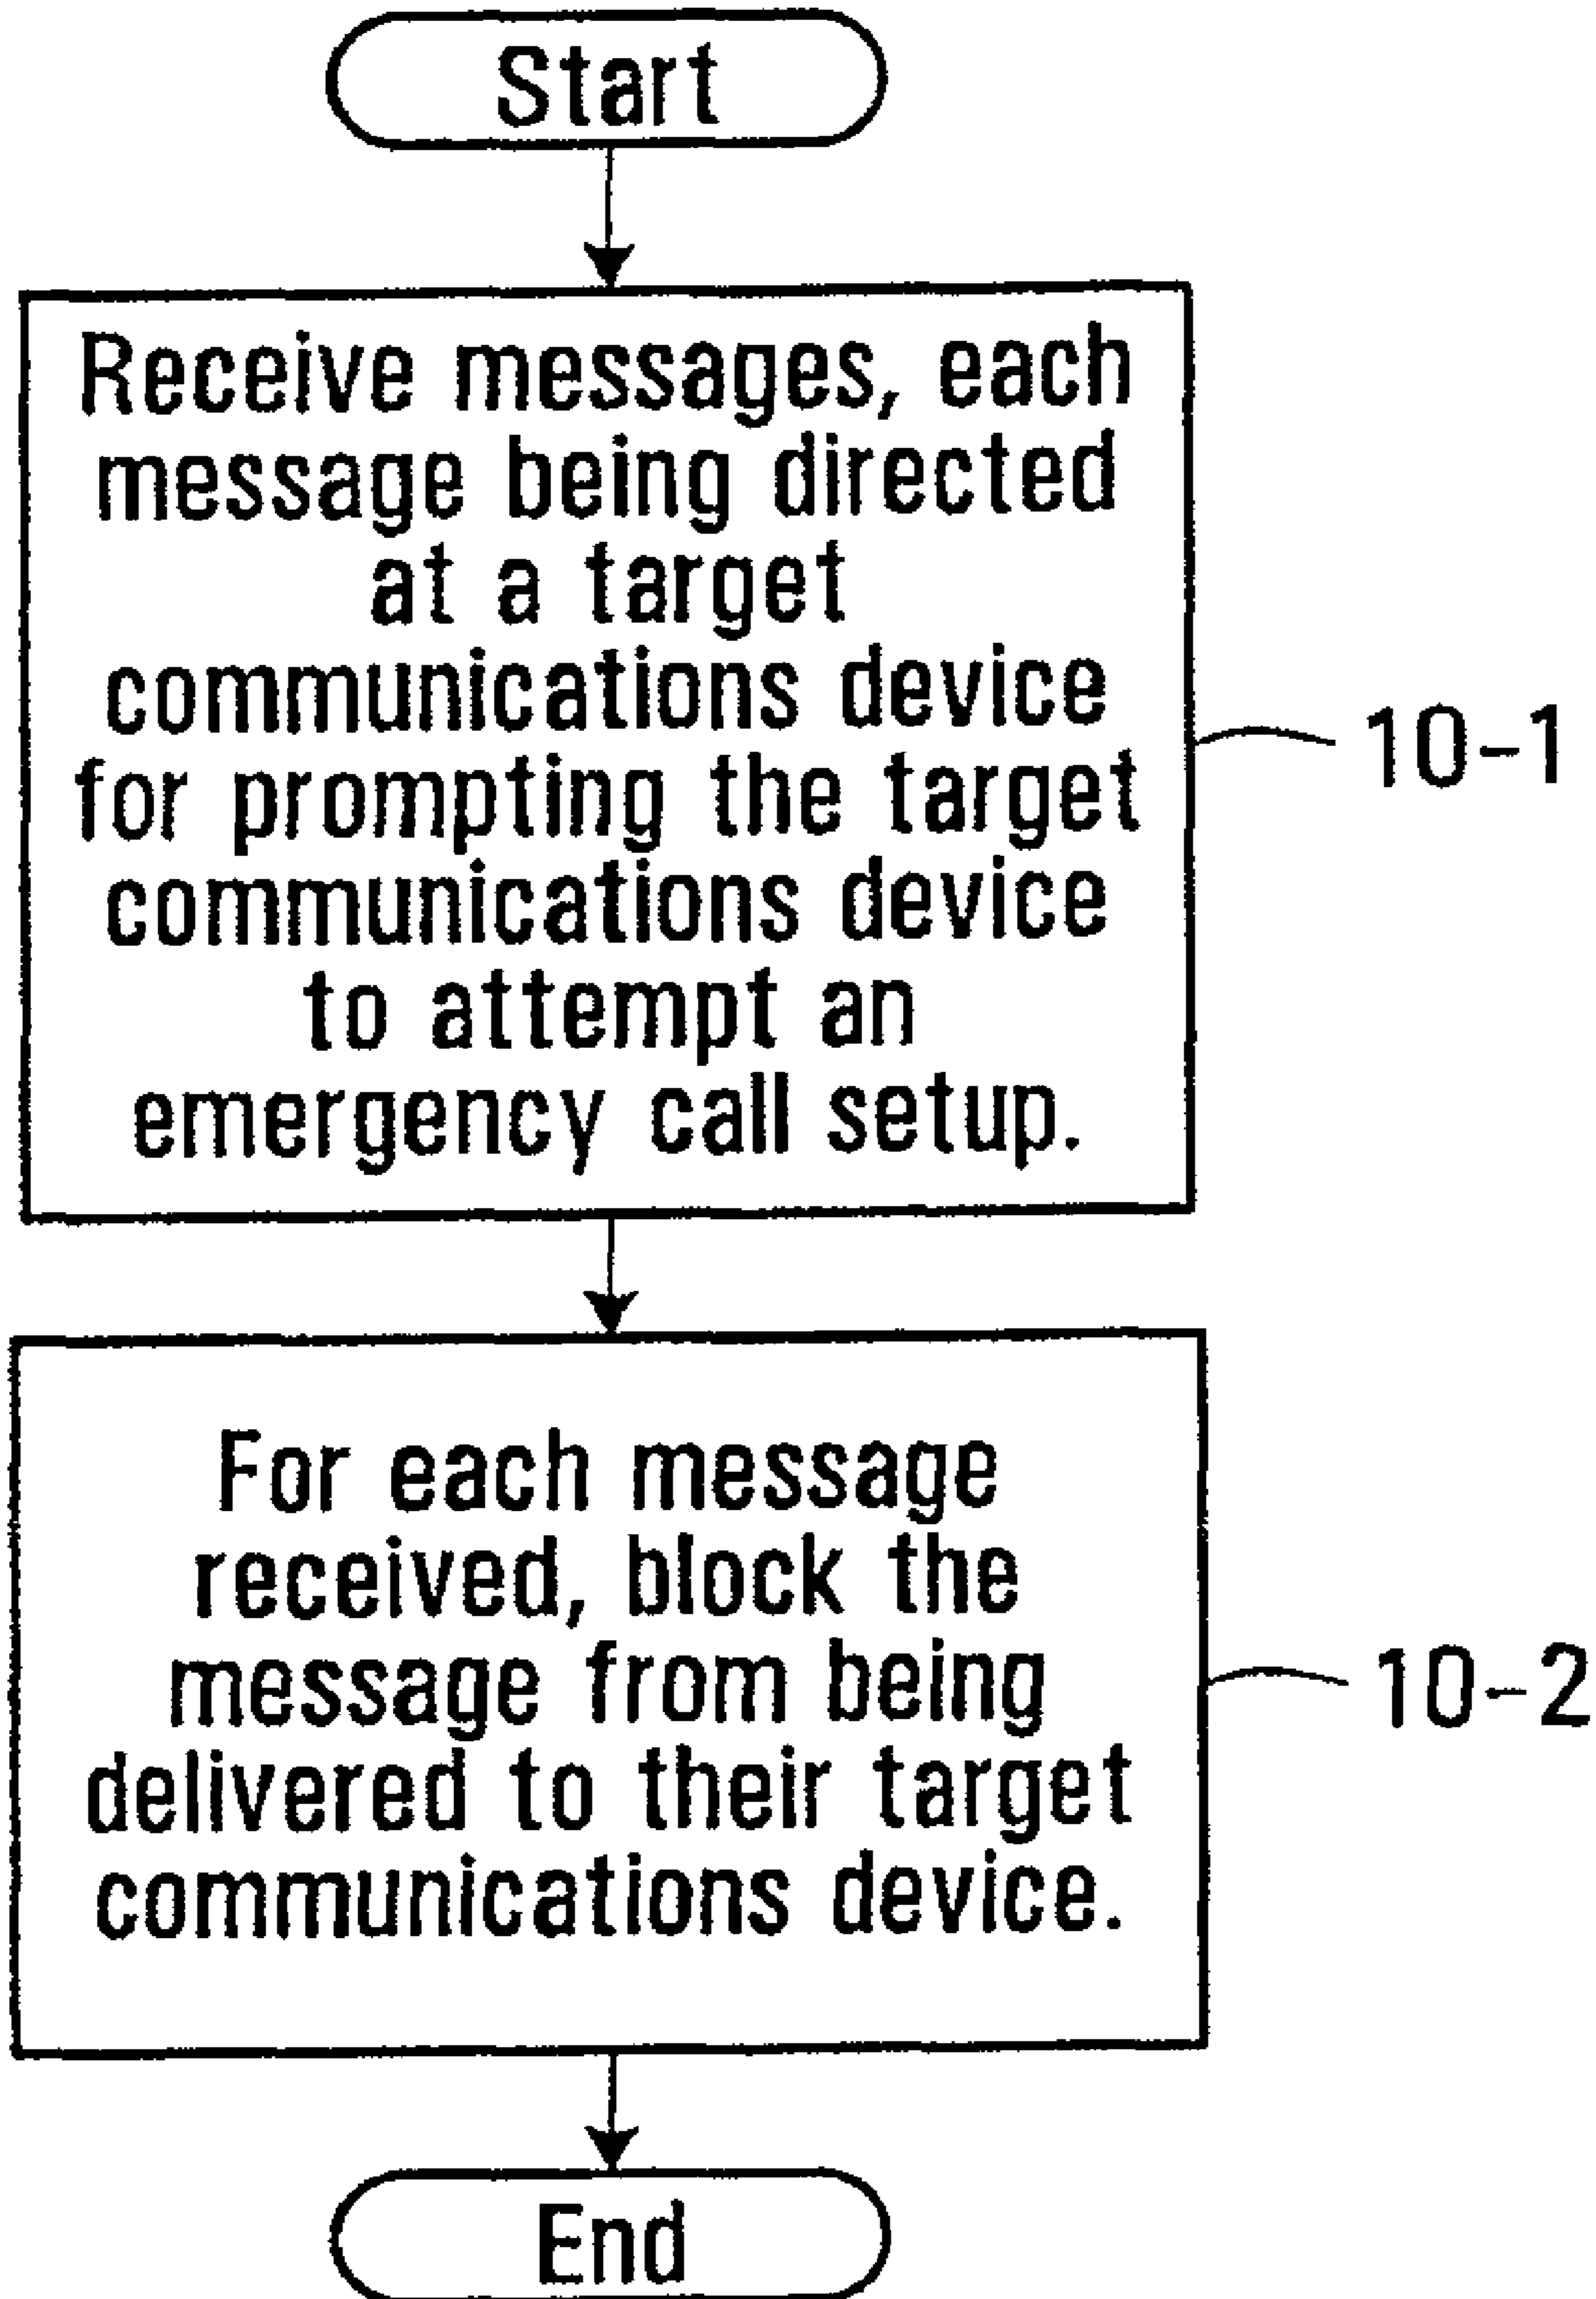 Start
Receive messages, each
message being directed
at a target
communications device
for prompting the target
communications device
to attempt an
emergency call setup.
10-1
For each message
received, block the
message from being
delivered to their target
communications device.
10-2
End